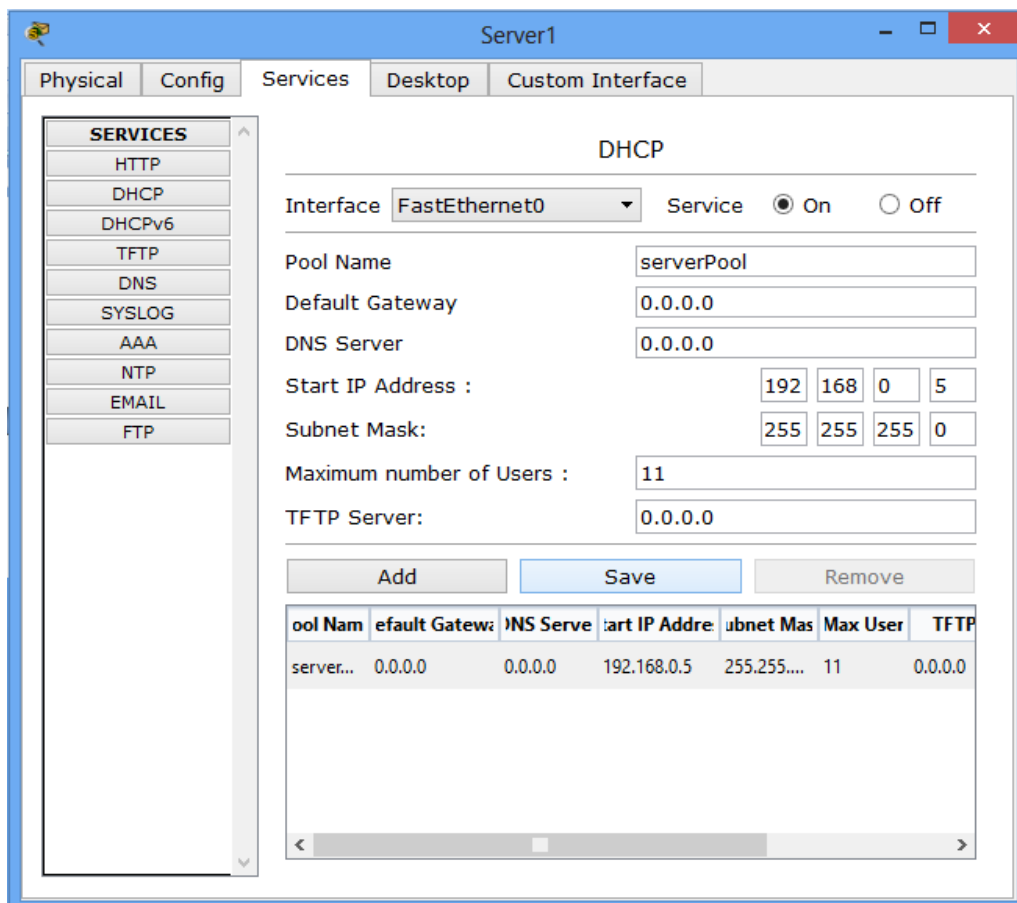 Server1
Physical Config Services Desktop Custom Interface
SERVICES
HTTP
DHCP
DHCPv6
TFTP
DNS
SYSLOG
AAA
NTP
EMAIL
FTP
DHCP
Interface FastEthernet0 Service On Off
Pool Name serverPool
Default Gateway 0.0.0.0
DNS Server 0.0.0.0
Start IP Address : 192 168 0 5
Subnet Mask: 255 255 255 0
Maximum number of Users : 11
TFTP Server: 0.0.0.0
Add Save Remove
ool Nam efault Gatewa DNS Serve tart IP Addre ubnet Mas Max User TFTP
server... 0.0.0.0 0.0.0.0 192.168.0.5 255.255.... 11 0.0.0.0